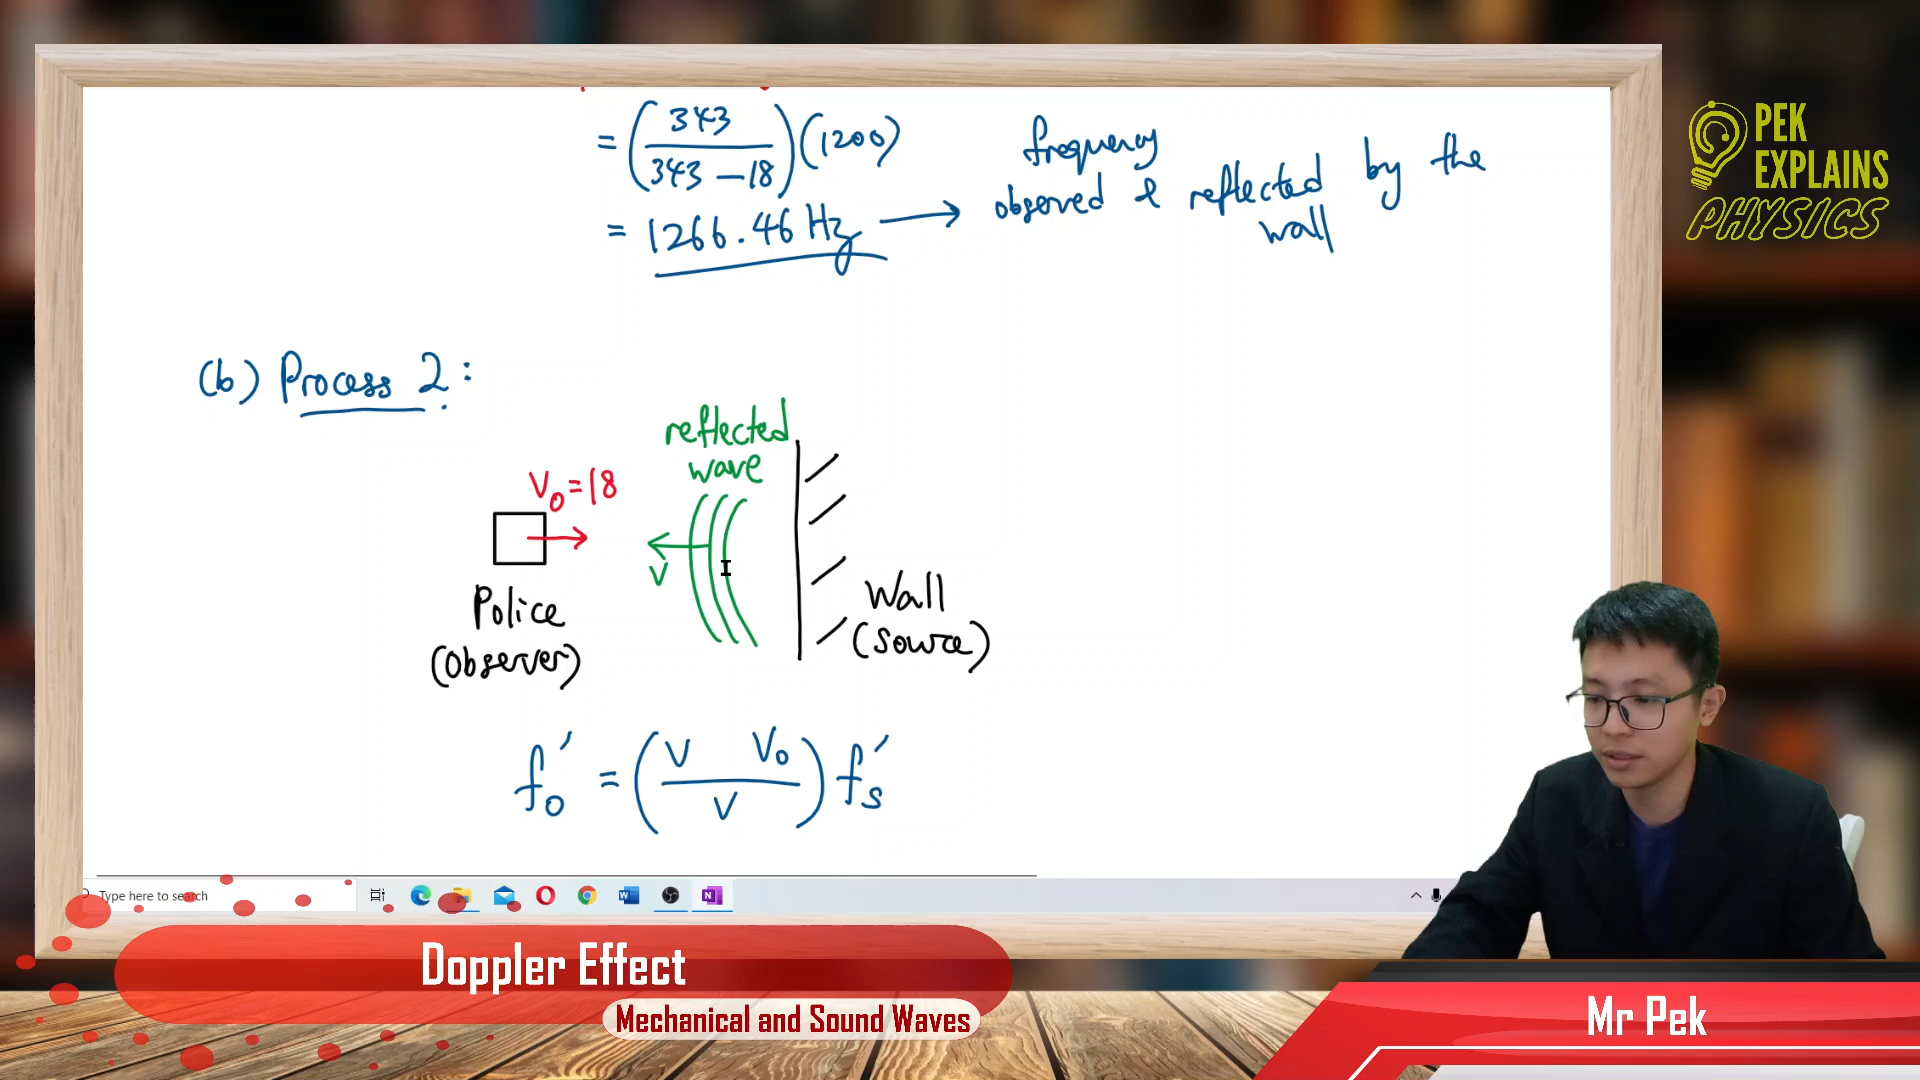 = (343 / 343 - 18)(1200)
= 1266.46 Hz → frequency observed & reflected by the wall
(b) Process 2:
reflected
wave
V₀ = 18
V
Police
(Observer)
Wall
(Source)
f₀′ = (V V₀ / V) fₛ′
PEK
EXPLAINS
PHYSICS
Type here to search
Doppler Effect
Mechanical and Sound Waves
Mr Pek